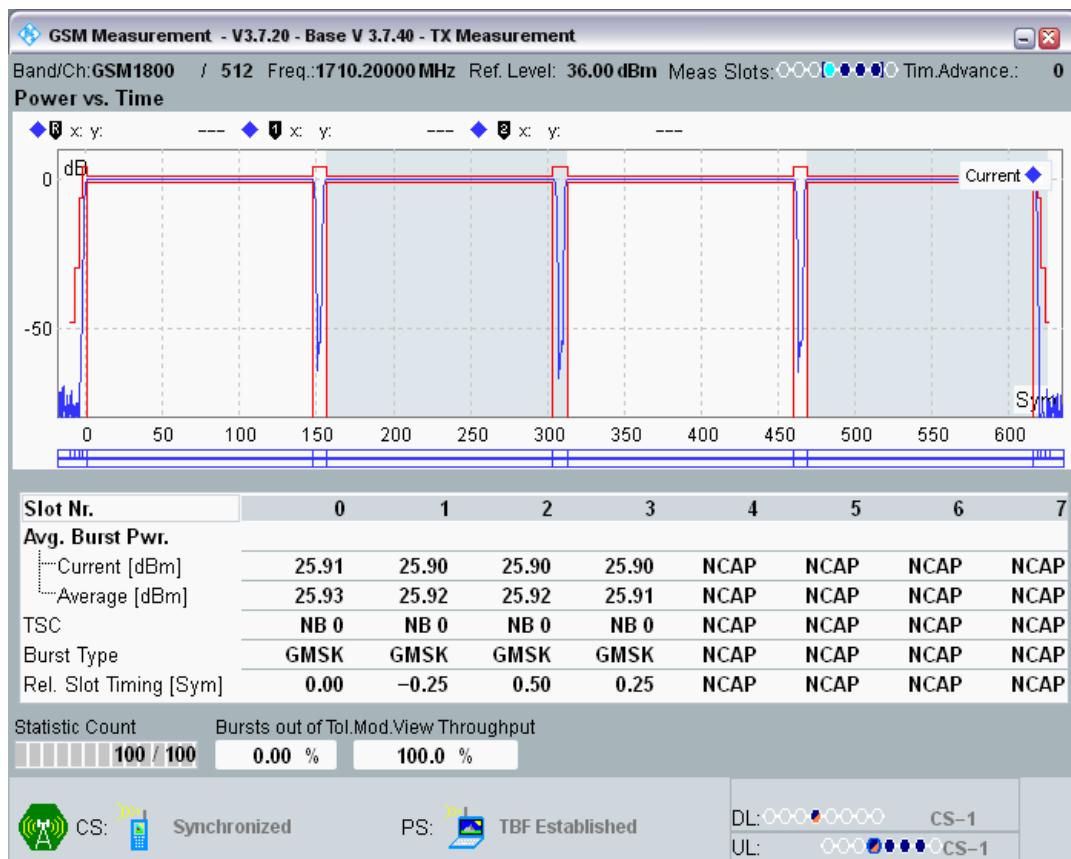 GSM Measurement - V3.7.20 - Base V 3.7.40 - TX Measurement
Band/Ch:GSM1800 / 512 Freq.:1710.20000 MHz Ref. Level: 36.00 dBm Meas Slots: Tim.Advance.: 0
Power vs. Time
R x: y: --- 1 x: y: --- 2 x: y: ---
dB
Current
0
-50
Sym
0 50 100 150 200 250 300 350 400 450 500 550 600
Slot Nr. 0 1 2 3 4 5 6 7
Avg. Burst Pwr.
Current [dBm] 25.91 25.90 25.90 25.90 NCAP NCAP NCAP NCAP
Average [dBm] 25.93 25.92 25.92 25.91 NCAP NCAP NCAP NCAP
TSC NB 0 NB 0 NB 0 NB 0 NCAP NCAP NCAP NCAP
Burst Type GMSK GMSK GMSK GMSK NCAP NCAP NCAP NCAP
Rel. Slot Timing [Sym] 0.00 −0.25 0.50 0.25 NCAP NCAP NCAP NCAP
Statistic Count Bursts out of Tol.Mod.View Throughput
100 / 100 0.00 % 100.0 %
CS: Synchronized PS: TBF Established
DL: CS−1
UL: CS−1